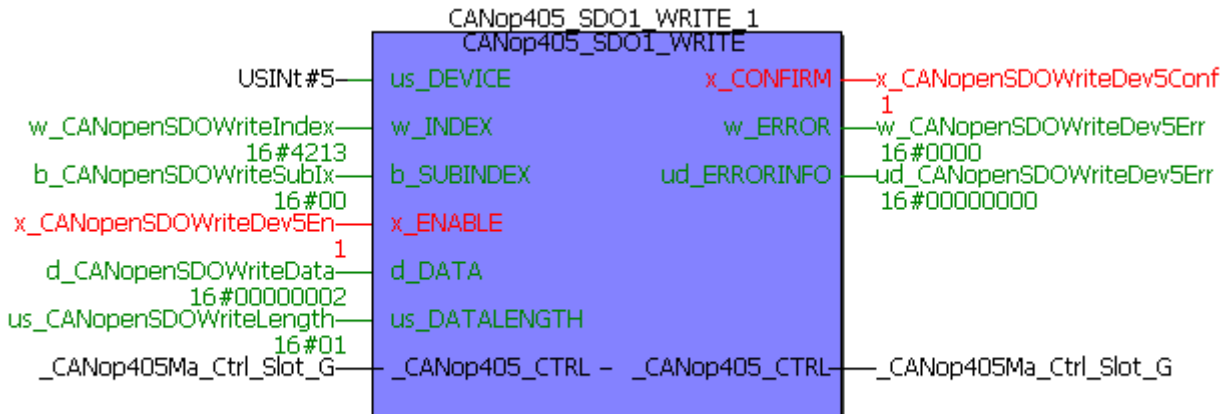 CANop405_SDO1_WRITE_1
CANop405_SDO1_WRITE
USINt#5 us_DEVICE x_CONFIRM x_CANopenSDOWriteDev5Conf
1
w_CANopenSDOWriteIndex w_INDEX w_ERROR w_CANopenSDOWriteDev5Err
16#4213 16#0000
b_CANopenSDOWriteSubIx b_SUBINDEX ud_ERRORINFO ud_CANopenSDOWriteDev5Err
16#00 16#00000000
x_CANopenSDOWriteDev5En x_ENABLE
1
d_CANopenSDOWriteData d_DATA
16#00000002
us_CANopenSDOWriteLength us_DATALENGTH
16#01
_CANop405Ma_Ctrl_Slot_G _CANop405_CTRL – _CANop405_CTRL _CANop405Ma_Ctrl_Slot_G